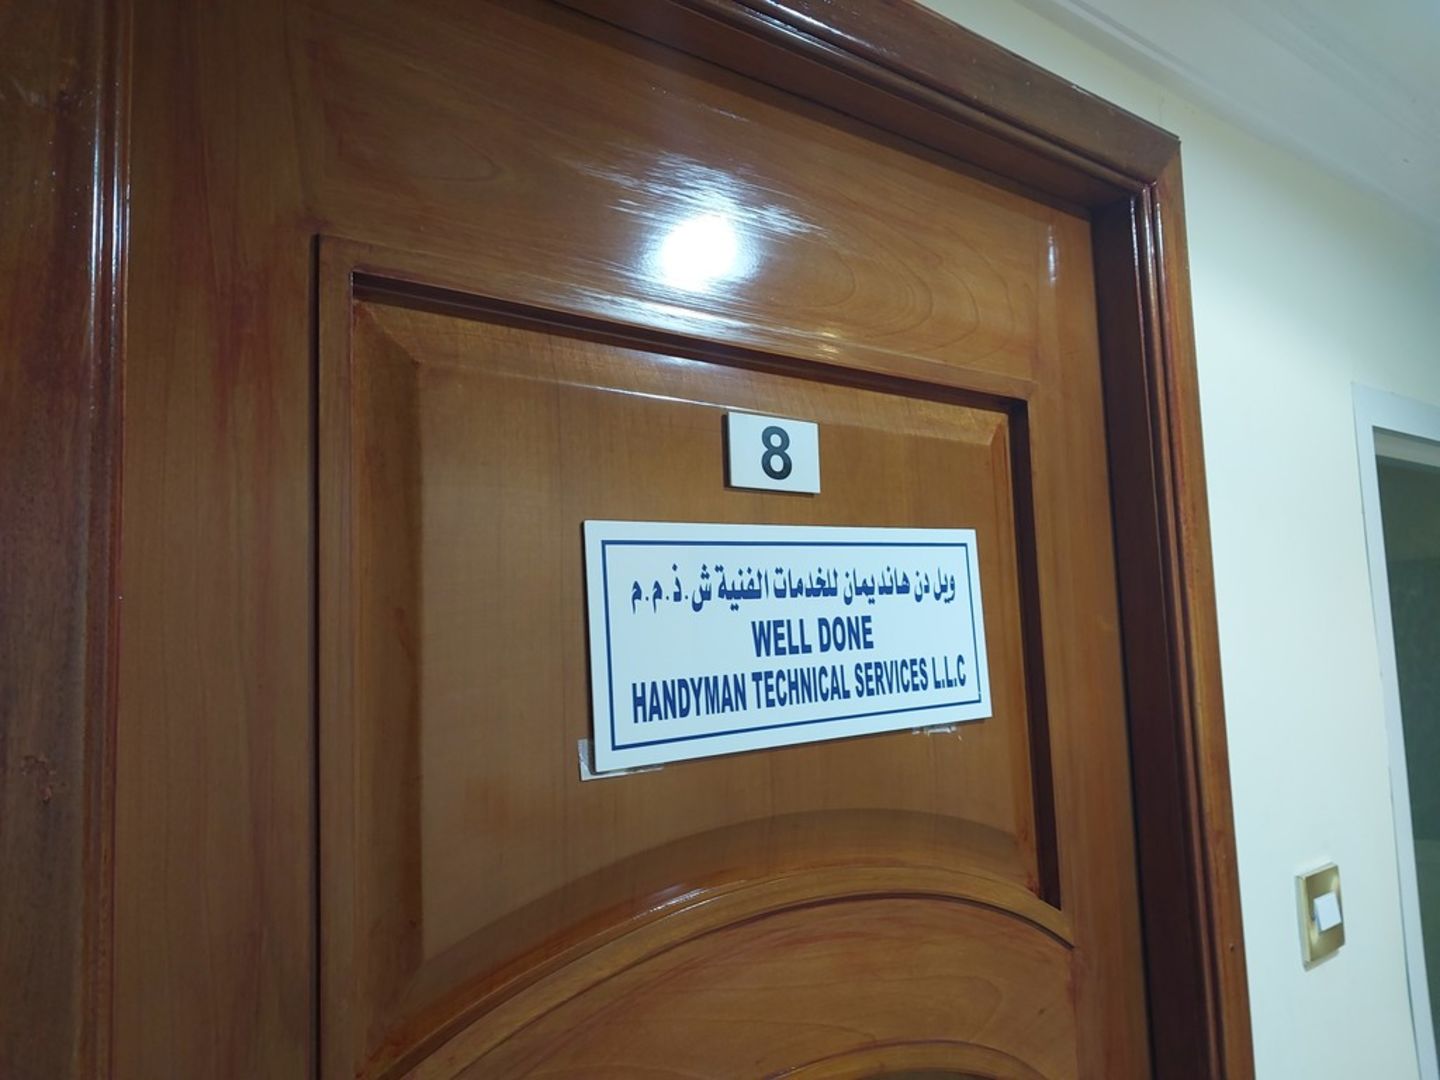 8
ويل دن هانديمان للخدمات الفنية ش.ذ.م.م
WELL DONE
HANDYMAN TECHNICAL SERVICES L.L.C